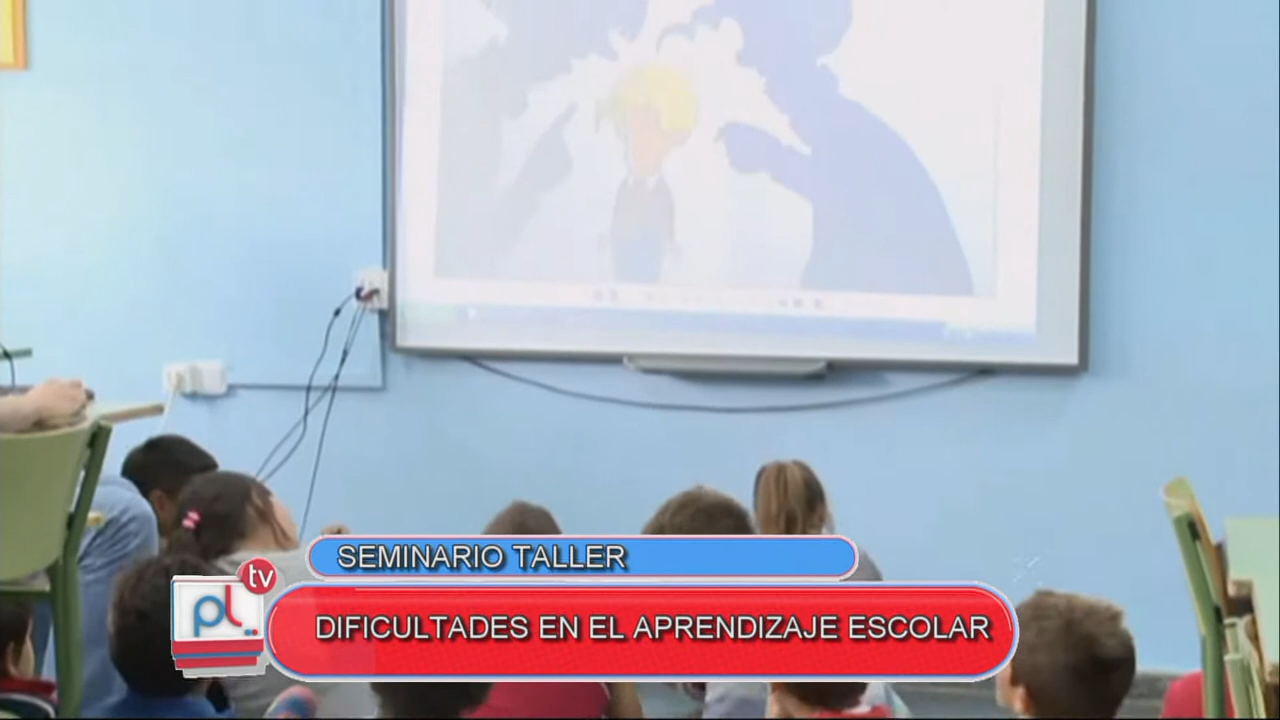 SEMINARIO TALLER
tv
pl..
DIFICULTADES EN EL APRENDIZAJE ESCOLAR